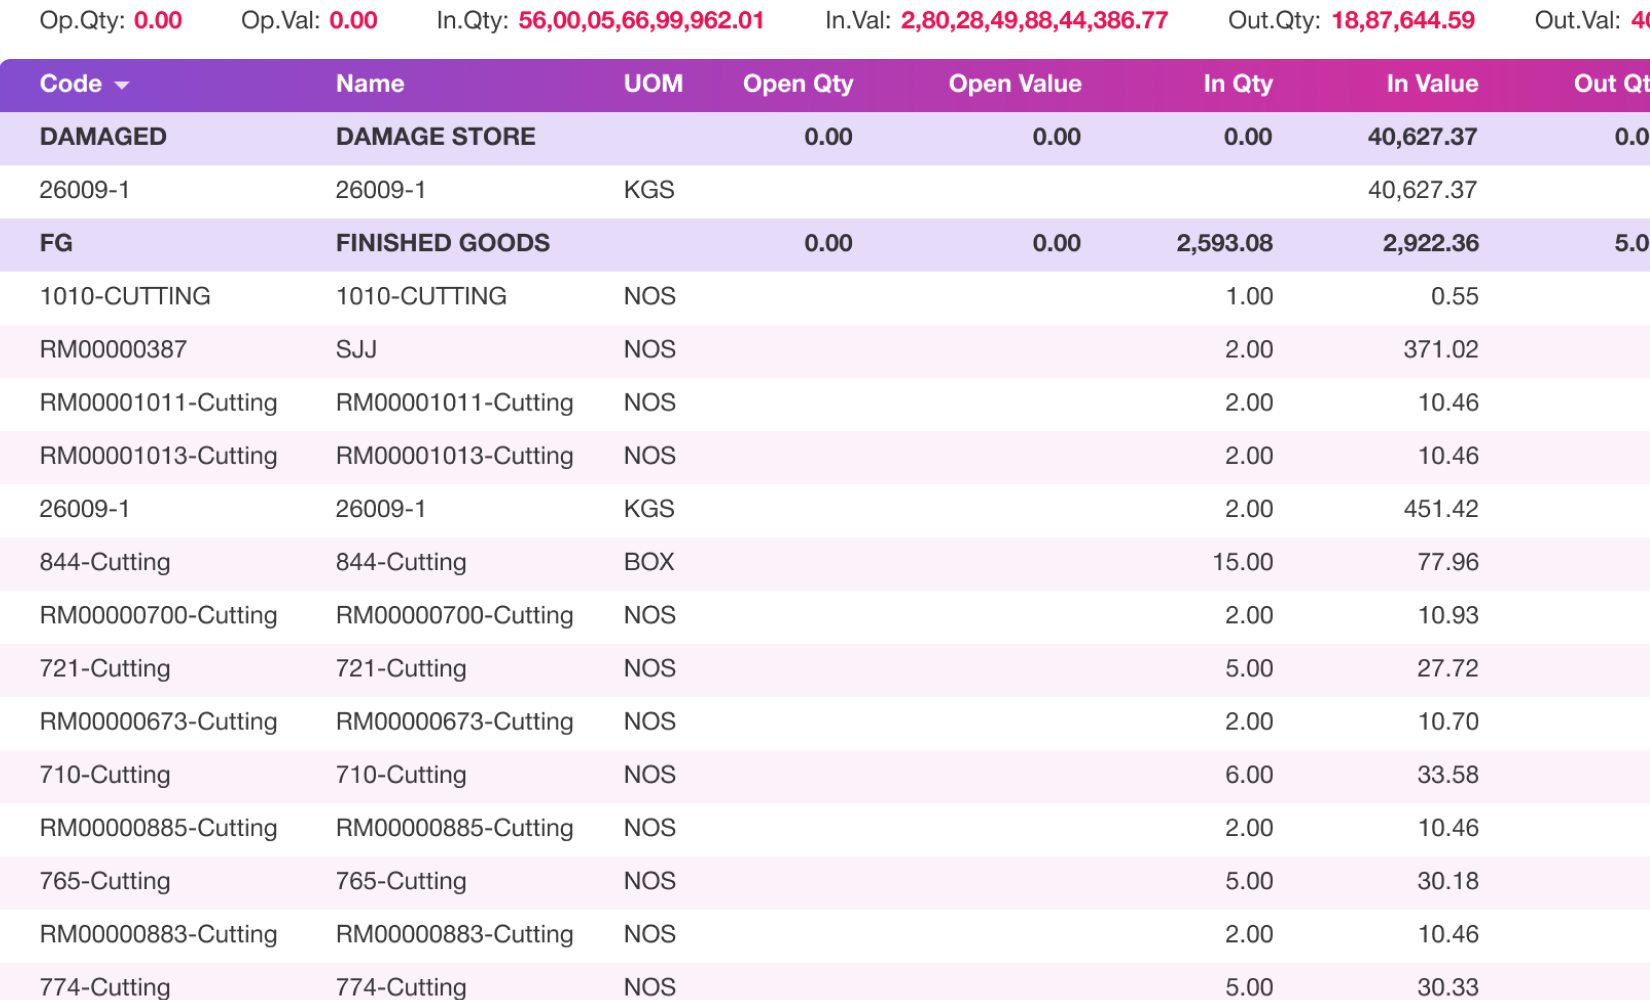 Op.Qty: 0.00 Op.Val: 0.00 In.Qty: 56,00,05,66,99,962.01 In.Val: 2,80,28,49,88,44,386.77 Out.Qty: 18,87,644.59 Out.Val:
Code Name UOM Open Qty Open Value In Qty In Value Out
DAMAGED DAMAGE STORE 0.00 0.00 0.00 40,627.37
26009-1 26009-1 KGS 40,627.37
FG FINISHED GOODS 0.00 0.00 2,593.08 2,922.36
1010-CUTTING 1010-CUTTING NOS 1.00 0.55
RM00000387 SJJ NOS 2.00 371.02
RM00001011-Cutting RM00001011-Cutting NOS 2.00 10.46
RM00001013-Cutting RM00001013-Cutting NOS 2.00 10.46
26009-1 26009-1 KGS 2.00 451.42
844-Cutting 844-Cutting BOX 15.00 77.96
RM00000700-Cutting RM00000700-Cutting NOS 2.00 10.93
721-Cutting 721-Cutting NOS 5.00 27.72
RM00000673-Cutting RM00000673-Cutting NOS 2.00 10.70
710-Cutting 710-Cutting NOS 6.00 33.58
RM00000885-Cutting RM00000885-Cutting NOS 2.00 10.46
765-Cutting 765-Cutting NOS 5.00 30.18
RM00000883-Cutting RM00000883-Cutting NOS 2.00 10.46
774-Cutting 774-Cutting NOS 5.00 30.33